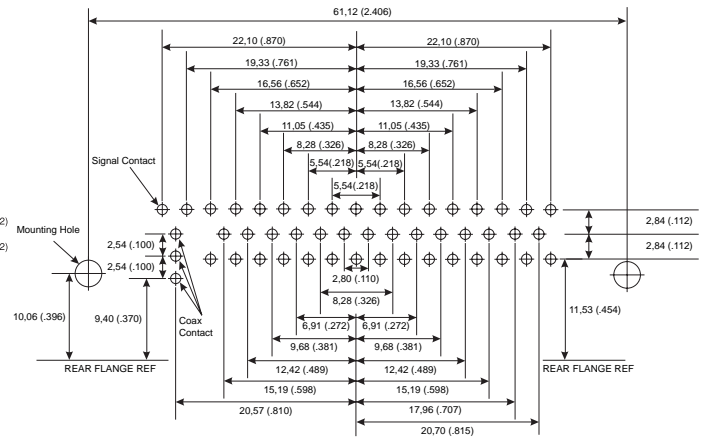 61,12 (2.406)
22,10 (.870) 22,10 (.870)
19,33 (.761) 19,33 (.761)
16,56 (.652) 16,56 (.652)
13,82 (.544) 13,82 (.544)
11,05 (.435) 11,05 (.435)
8,28 (.326) 8,28 (.326)
5,54(.218) 5,54(.218)
5,54(.218)
Signal Contact
2)
2)
Mounting Hole
2,54 (.100)
2,54 (.100)
2,84 (.112)
2,84 (.112)
2,80 (.110)
8,28 (.326)
10,06 (.396)
9,40 (.370)
Coax
Contact
11,53 (.454)
6,91 (.272) 6,91 (.272)
9,68 (.381) 9,68 (.381)
REAR FLANGE REF REAR FLANGE REF
12,42 (.489) 12,42 (.489)
15,19 (.598) 15,19 (.598)
20,57 (.810) 17,96 (.707)
20,70 (.815)